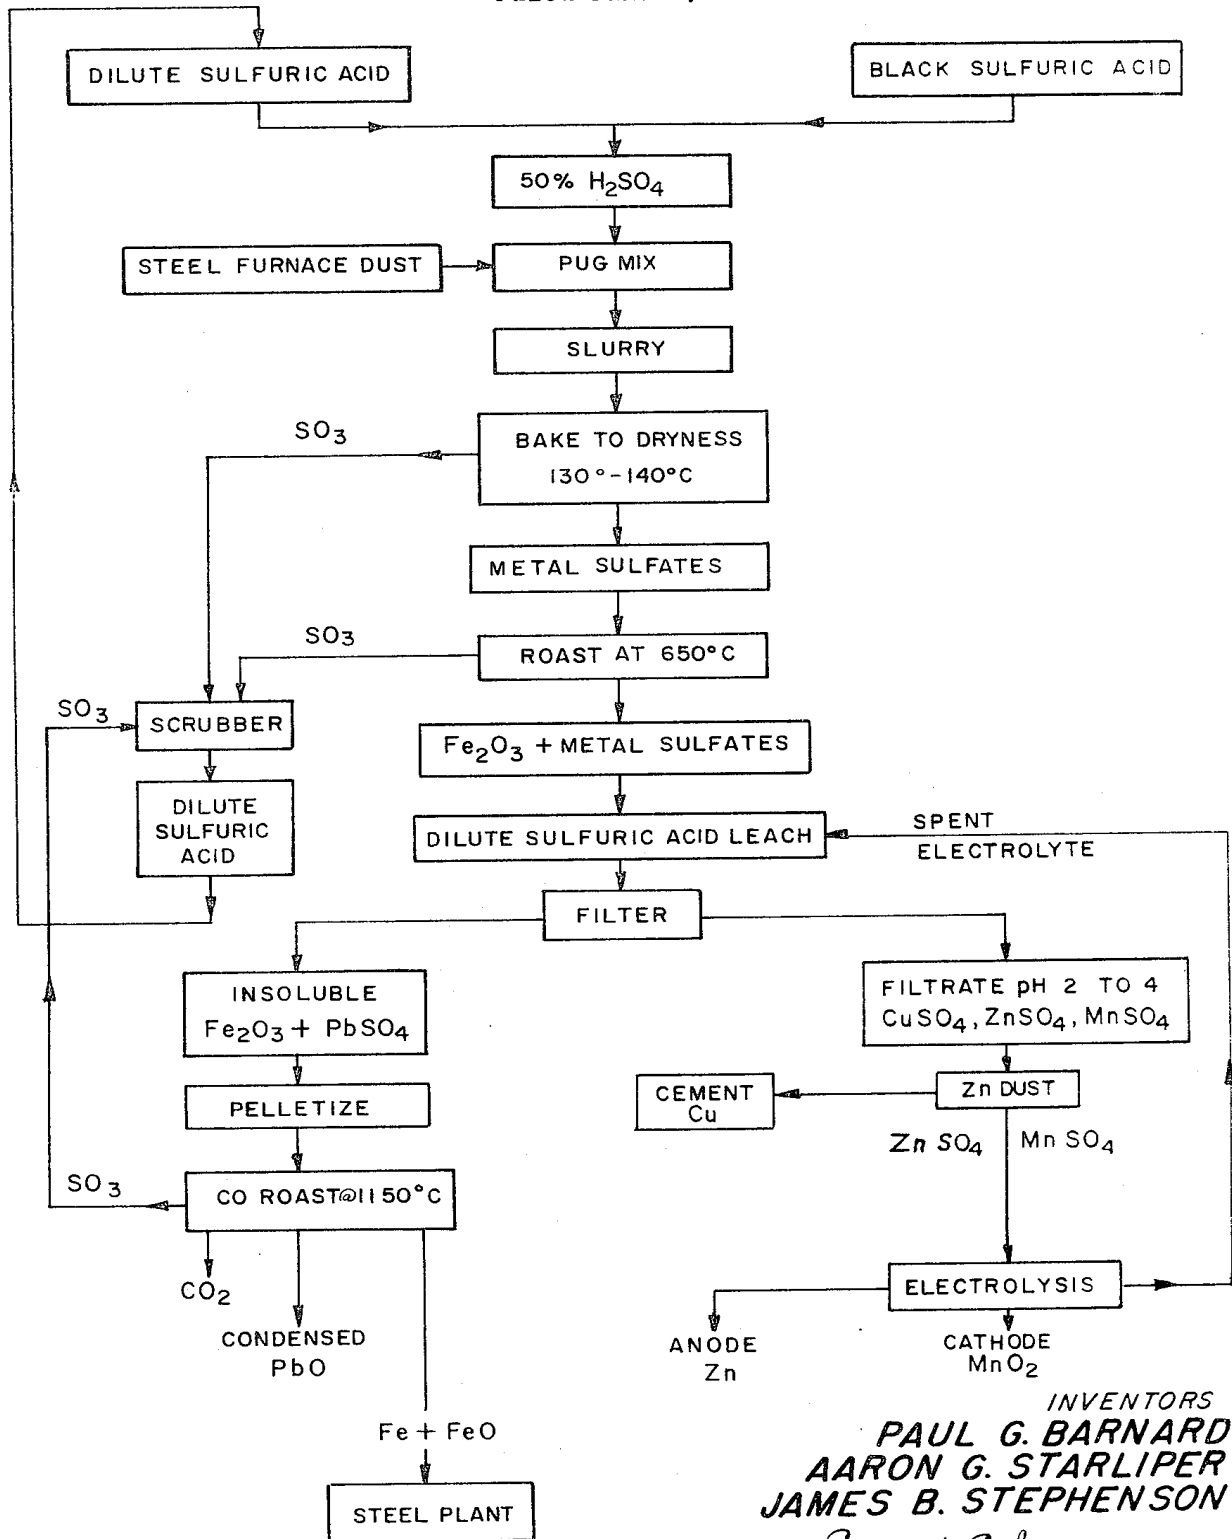 DILUTE SULFURIC ACID
BLACK SULFURIC ACID
50% H₂SO₄
STEEL FURNACE DUST
PUG MIX
SLURRY
SO₃
BAKE TO DRYNESS
130°-140°C
METAL SULFATES
SO₃
ROAST AT 650°C
SO₃
SCRUBBER
Fe₂O₃ + METAL SULFATES
DILUTE
SULFURIC
ACID
DILUTE SULFURIC ACID LEACH
SPENT
ELECTROLYTE
FILTER
INSOLUBLE
Fe₂O₃ + PbSO₄
FILTRATE pH 2 TO 4
CuSO₄, ZnSO₄, MnSO₄
PELLETIZE
CEMENT
Cu
Zn DUST
ZnSO₄
MnSO₄
SO₃
CO ROAST@1150°C
CO₂
CONDENSED
PbO
ELECTROLYSIS
ANODE
Zn
CATHODE
MnO₂
Fe + FeO
STEEL PLANT
INVENTORS
PAUL G. BARNARD
AARON G. STARLIPER
JAMES B. STEPHENSON